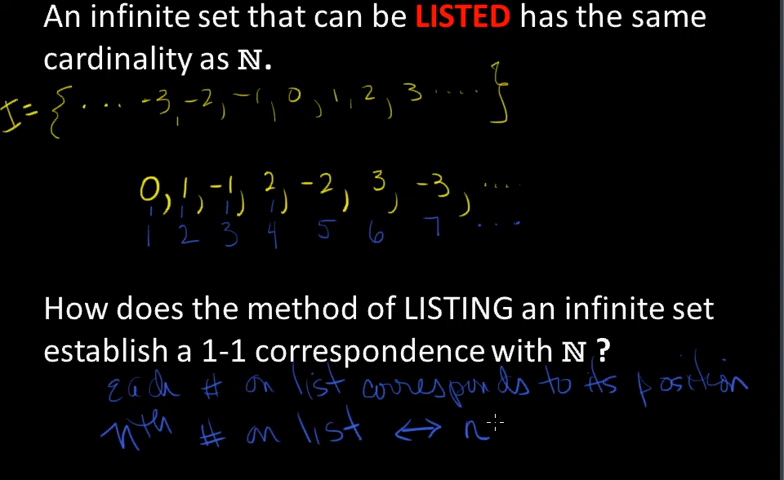 An infinite set that can be LISTED has the same
cardinality as ℕ.
I = { ... -3, -2, -1, 0, 1, 2, 3 .... }
0, 1, -1, 2, -2, 3, -3, ....
1 2 3 4 5 6 7 ...
How does the method of LISTING an infinite set
establish a 1-1 correspondence with ℕ ?
Each # on list corresponds to its position
nth # on list ↔ n